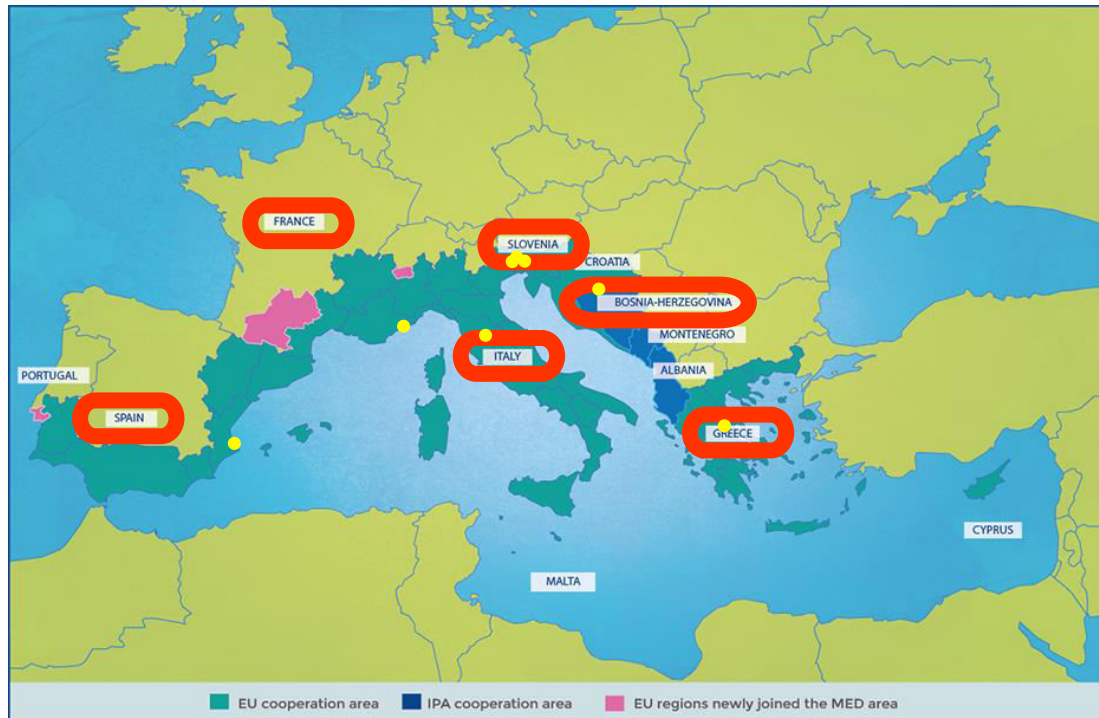 FRANCE
SLOVENIA
CROATIA
BOSNIA-HERZEGOVINA
MONTENEGRO
ITALY
ALBANIA
PORTUGAL
SPAIN
GREECE
CYPRUS
MALTA
EU cooperation area
IPA cooperation area
EU regions newly joined the MED area